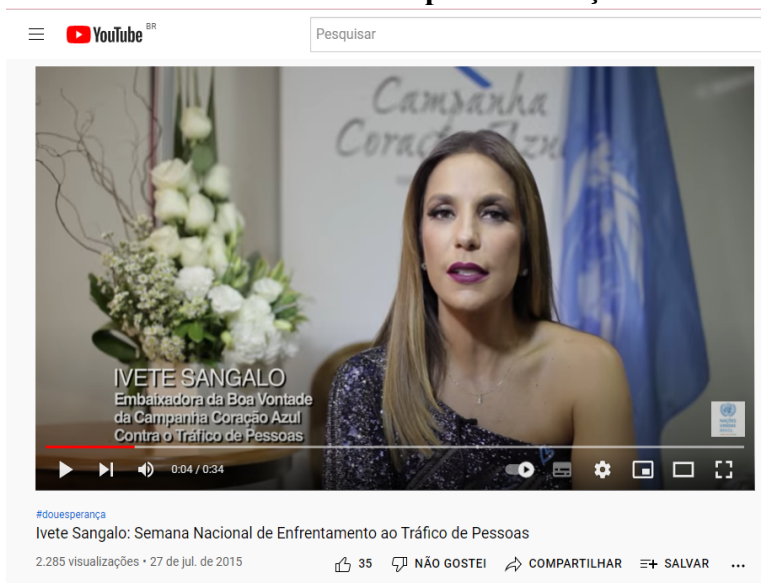 YouTube BR
Pesquisar
Campanha
Coração Azul
IVETE SANGALO
Embaixadora da Boa Vontade
da Campanha Coração Azul
Contra o Tráfico de Pessoas
NAÇÕES
UNIDAS
0:04 / 0:34
#douesperança
Ivete Sangalo: Semana Nacional de Enfrentamento ao Tráfico de Pessoas
2.285 visualizações • 27 de jul. de 2015
35 NÃO GOSTEI COMPARTILHAR SALVAR ...